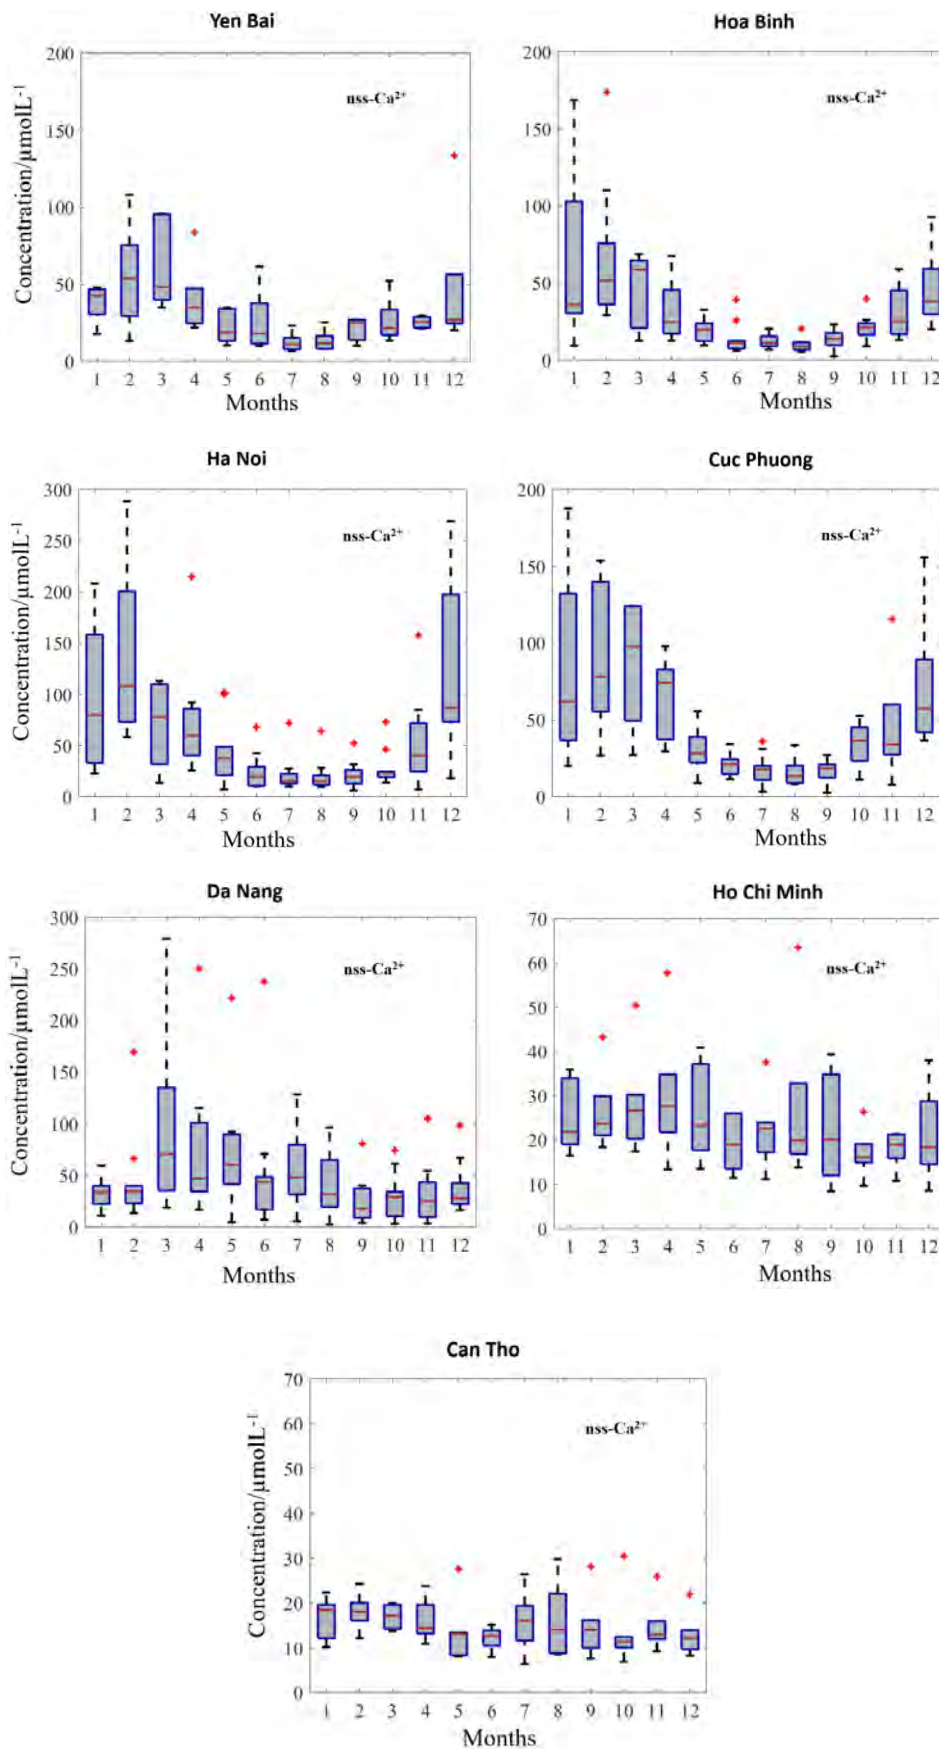 Yen Bai
200
150
100
50
0
nss-Ca²⁺
Concentration/μmolL⁻¹
1 2 3 4 5 6 7 8 9 10 11 12
Months
Hoa Binh
200
150
100
50
0
nss-Ca²⁺
1 2 3 4 5 6 7 8 9 10 11 12
Months
Ha Noi
300
250
200
150
100
50
0
nss-Ca²⁺
Concentration/μmolL⁻¹
1 2 3 4 5 6 7 8 9 10 11 12
Months
Cuc Phuong
200
150
100
50
0
nss-Ca²⁺
1 2 3 4 5 6 7 8 9 10 11 12
Months
Da Nang
300
250
200
150
100
50
0
nss-Ca²⁺
Concentration/μmolL⁻¹
1 2 3 4 5 6 7 8 9 10 11 12
Months
Ho Chi Minh
70
60
50
40
30
20
10
0
nss-Ca²⁺
1 2 3 4 5 6 7 8 9 10 11 12
Months
Can Tho
70
60
50
40
30
20
10
0
nss-Ca²⁺
Concentration/μmolL⁻¹
1 2 3 4 5 6 7 8 9 10 11 12
Months